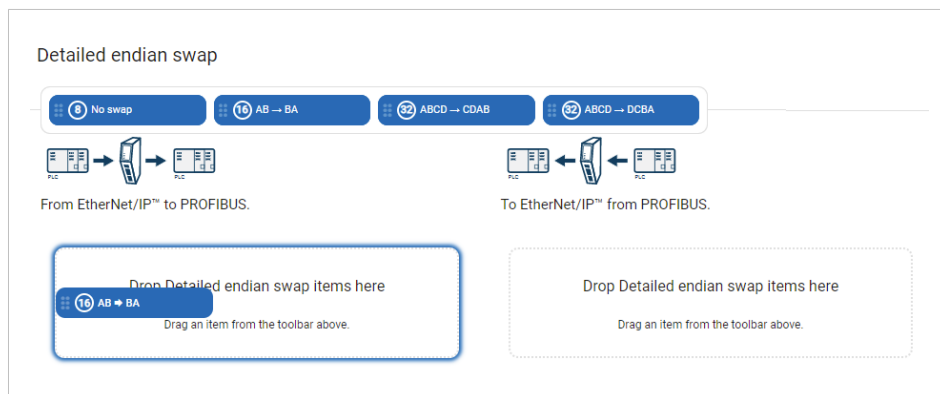 Detailed endian swap
8 No swap
16 AB → BA
32 ABCD → CDAB
32 ABCD → DCBA
PLC PLC
PLC PLC
From EtherNet/IP™ to PROFIBUS.
To EtherNet/IP™ from PROFIBUS.
Drop Detailed endian swap items here
16 AB → BA
Drag an item from the toolbar above.
Drop Detailed endian swap items here
Drag an item from the toolbar above.